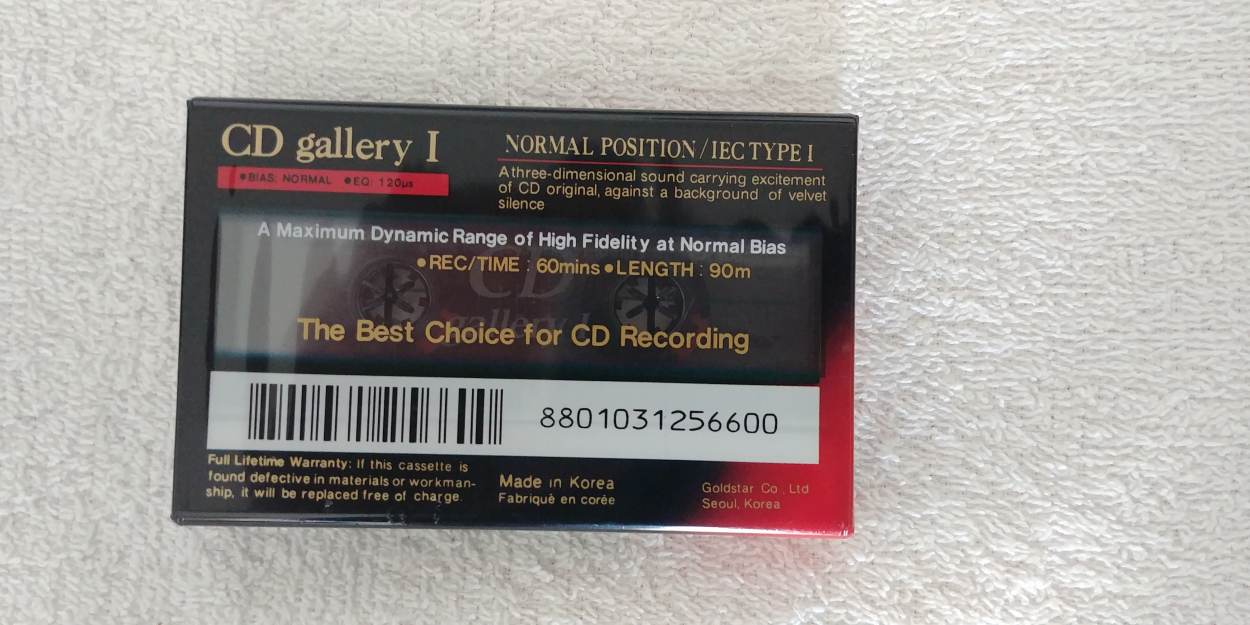 CD gallery I
•BIAS: NORMAL •EQ: 120µs
NORMAL POSITION/IEC TYPE I
A three-dimensional sound carrying excitement
of CD original, against a background of velvet
silence
A Maximum Dynamic Range of High Fidelity at Normal Bias
•REC/TIME : 60mins •LENGTH : 90m
CD
gallery I
The Best Choice for CD Recording
8801031256600
Full Lifetime Warranty: If this cassette is
found defective in materials or workman-
ship, it will be replaced free of charge.
Made in Korea
Fabriqué en corée
Goldstar Co., Ltd
Seoul, Korea